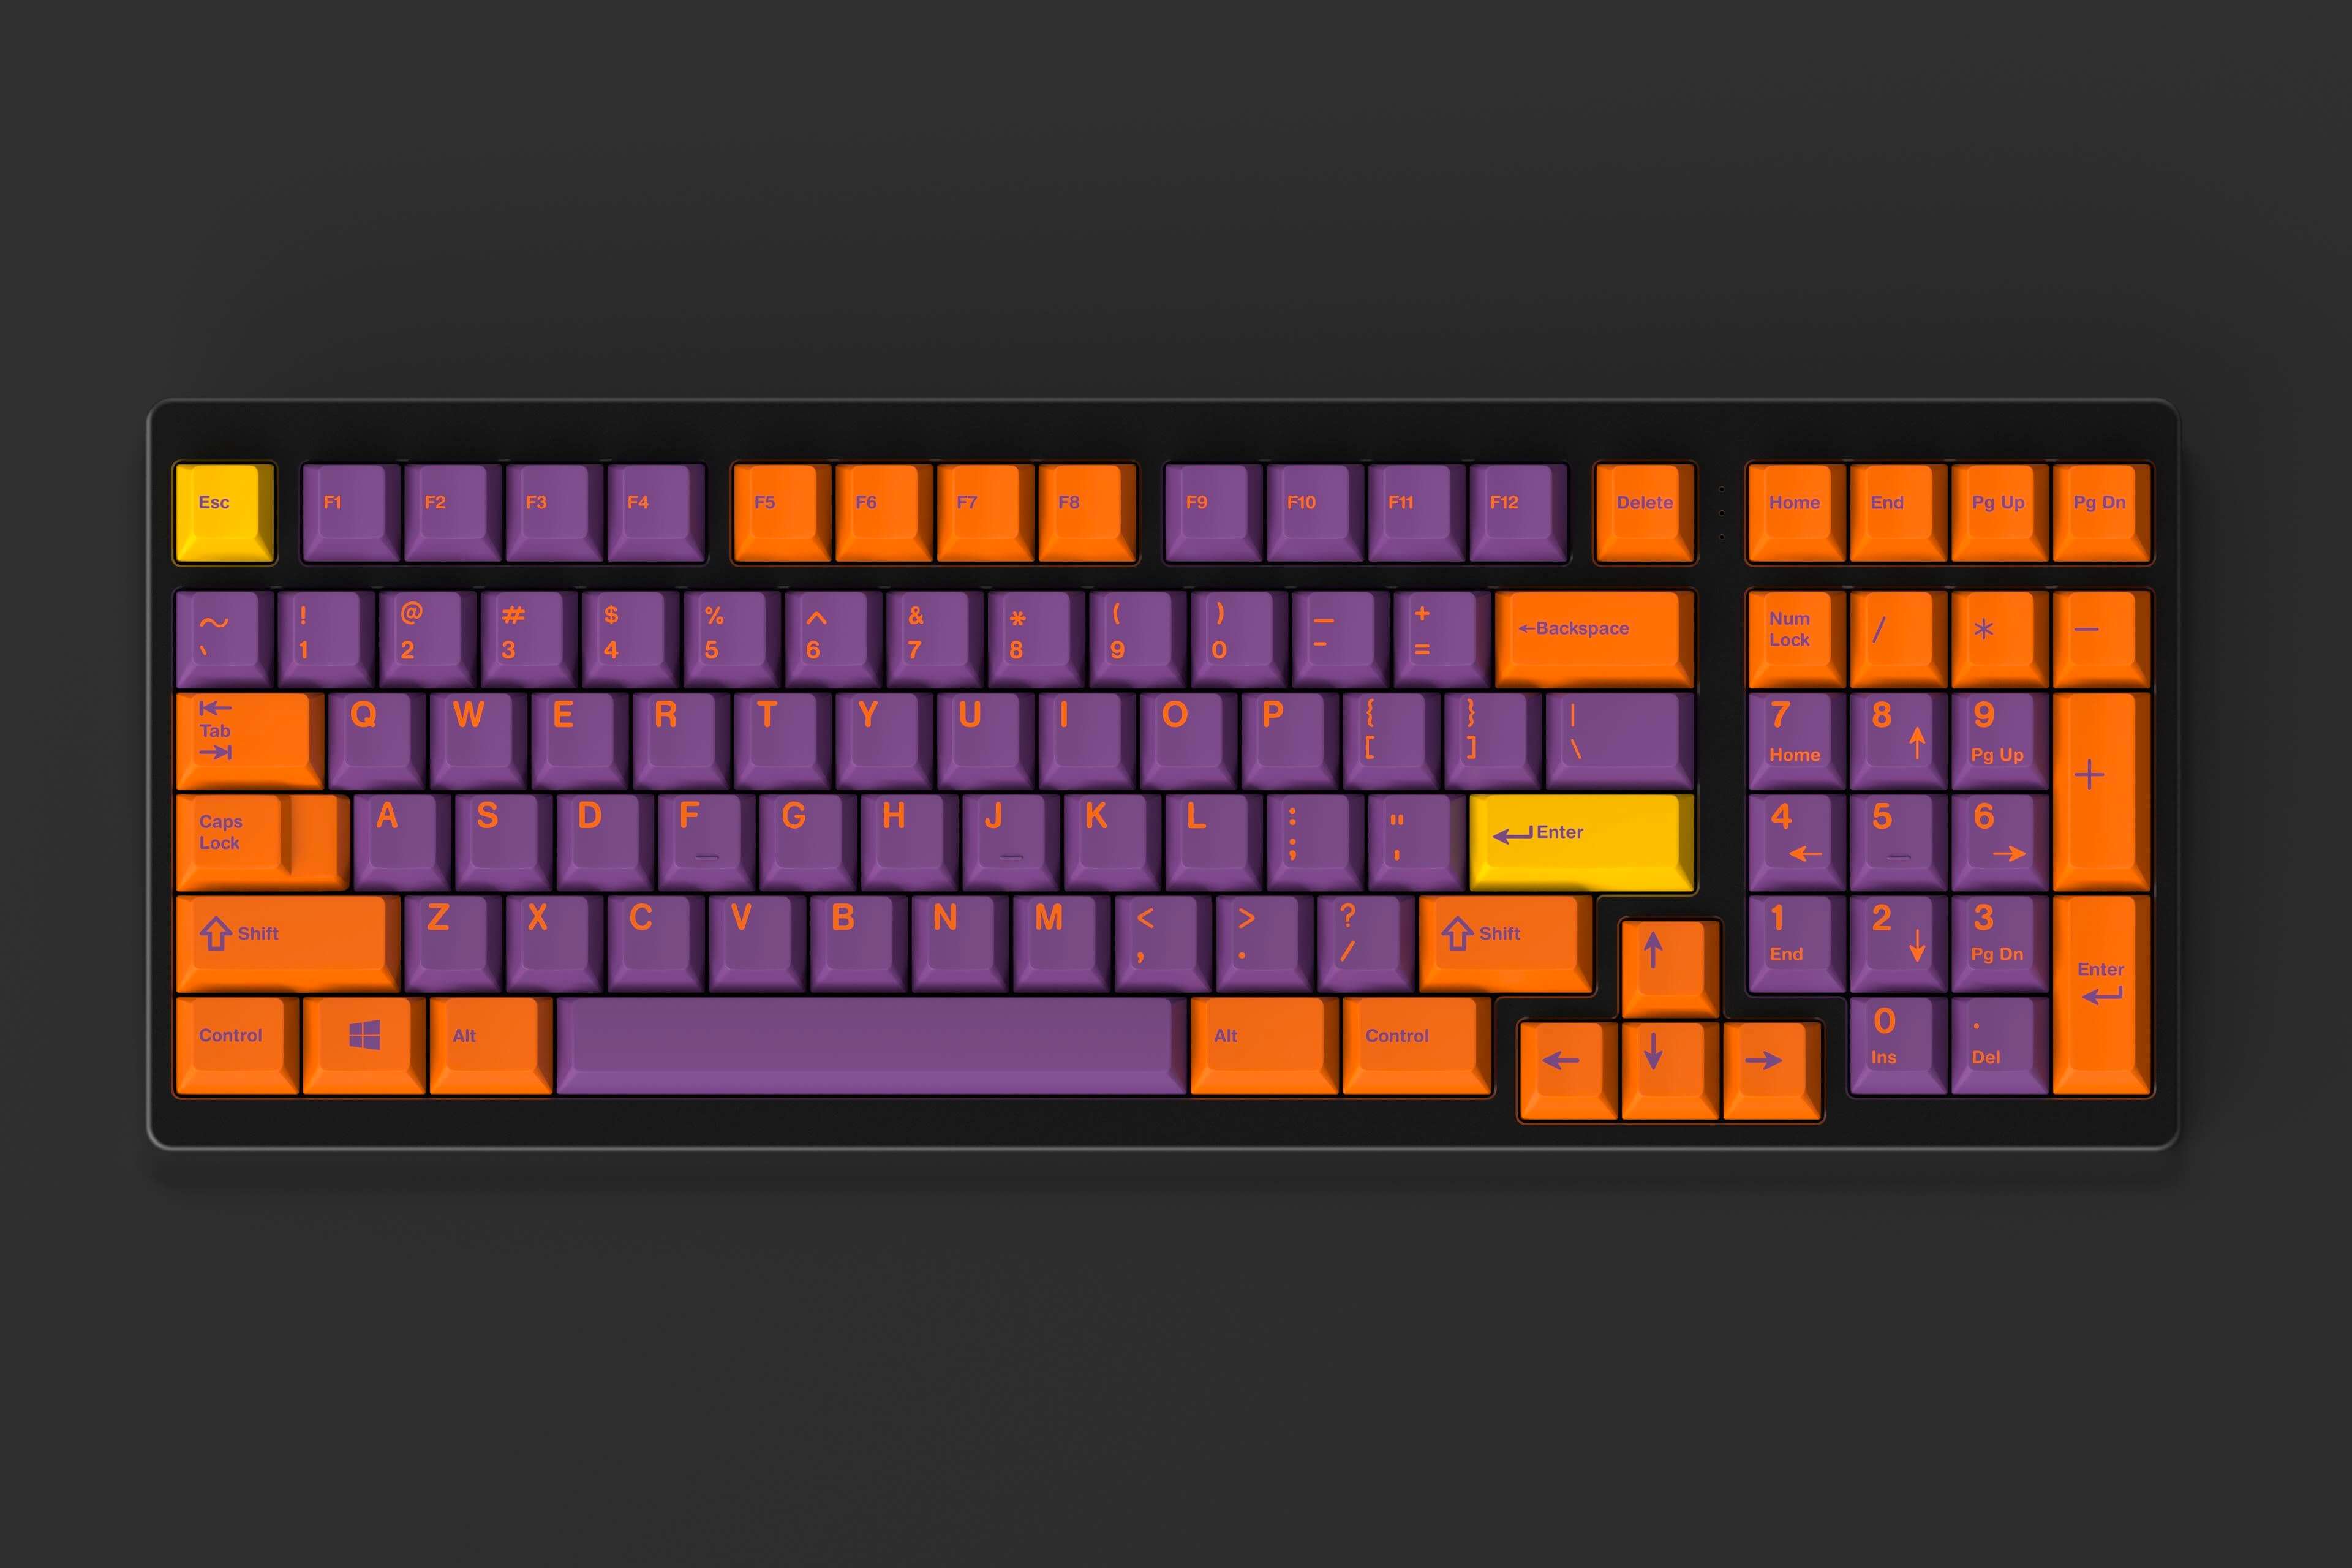 Esc F1 F2 F3 F4 F5 F6 F7 F8 F9 F10 F11 F12 Delete Home End Pg Up Pg Dn
~ ! @ # $ % ^ & * ( ) _ +
` 1 2 3 4 5 6 7 8 9 0 - = ←Backspace Num Lock / * −
⇤ Tab ⇥ Q W E R T Y U I O P { [ } ] | \ 7 Home 8 ↑ 9 Pg Up +
Caps Lock A S D F G H J K L : ; " ' ↵ Enter 4 ← 5 6 →
⇧ Shift Z X C V B N M < , > . ? / ⇧ Shift ↑ 1 End 2 ↓ 3 Pg Dn Enter ↵
Control Alt Alt Control ← ↓ → 0 Ins . Del